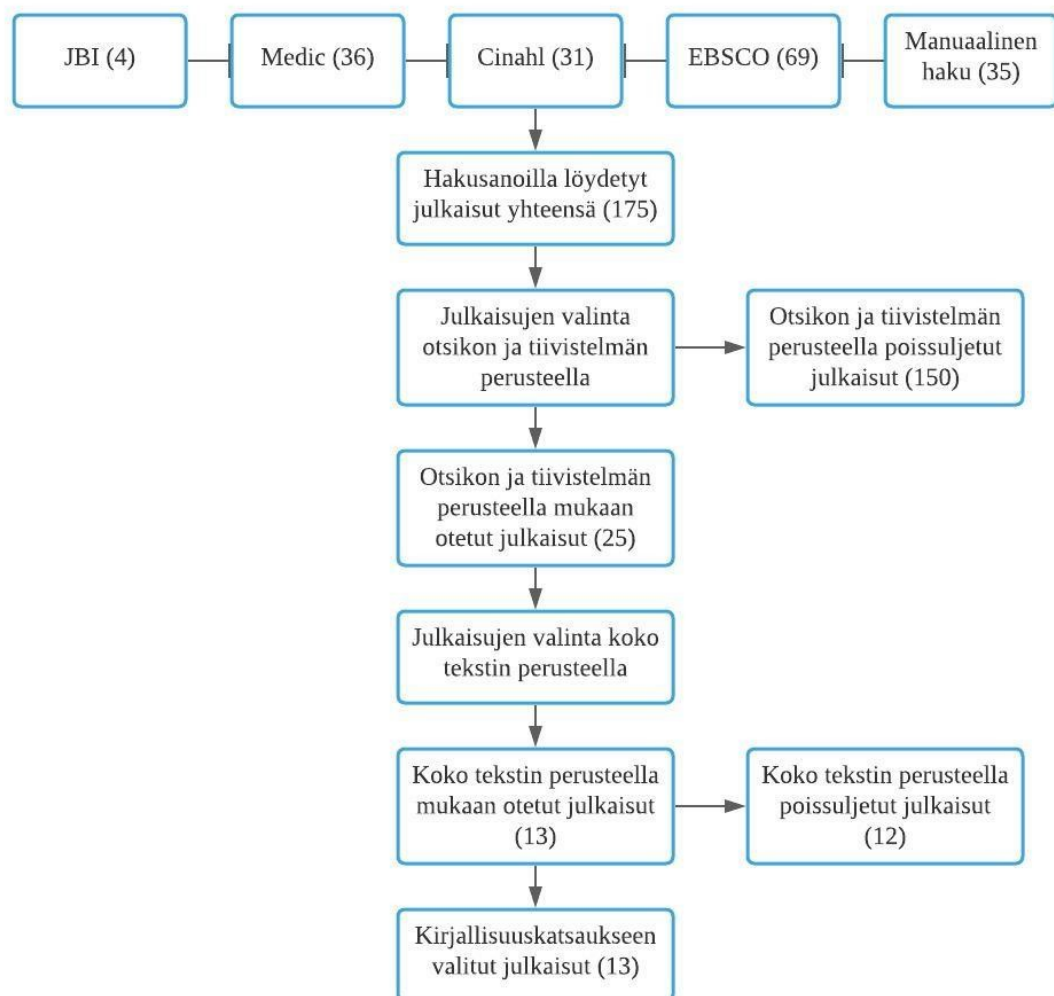 JBI (4)
Medic (36)
Cinahl (31)
EBSCO (69)
Manuaalinen
haku (35)
Hakusanoilla löydetyt
julkaisut yhteensä (175)
Julkaisujen valinta
otsikon ja tiivistelmän
perusteella
Otsikon ja tiivistelmän
perusteella poissuljetut
julkaisut (150)
Otsikon ja tiivistelmän
perusteella mukaan
otetut julkaisut (25)
Julkaisujen valinta koko
tekstin perusteella
Koko tekstin perusteella
mukaan otetut julkaisut
(13)
Koko tekstin perusteella
poissuljetut julkaisut
(12)
Kirjallisuuskatsaukseen
valitut julkaisut (13)